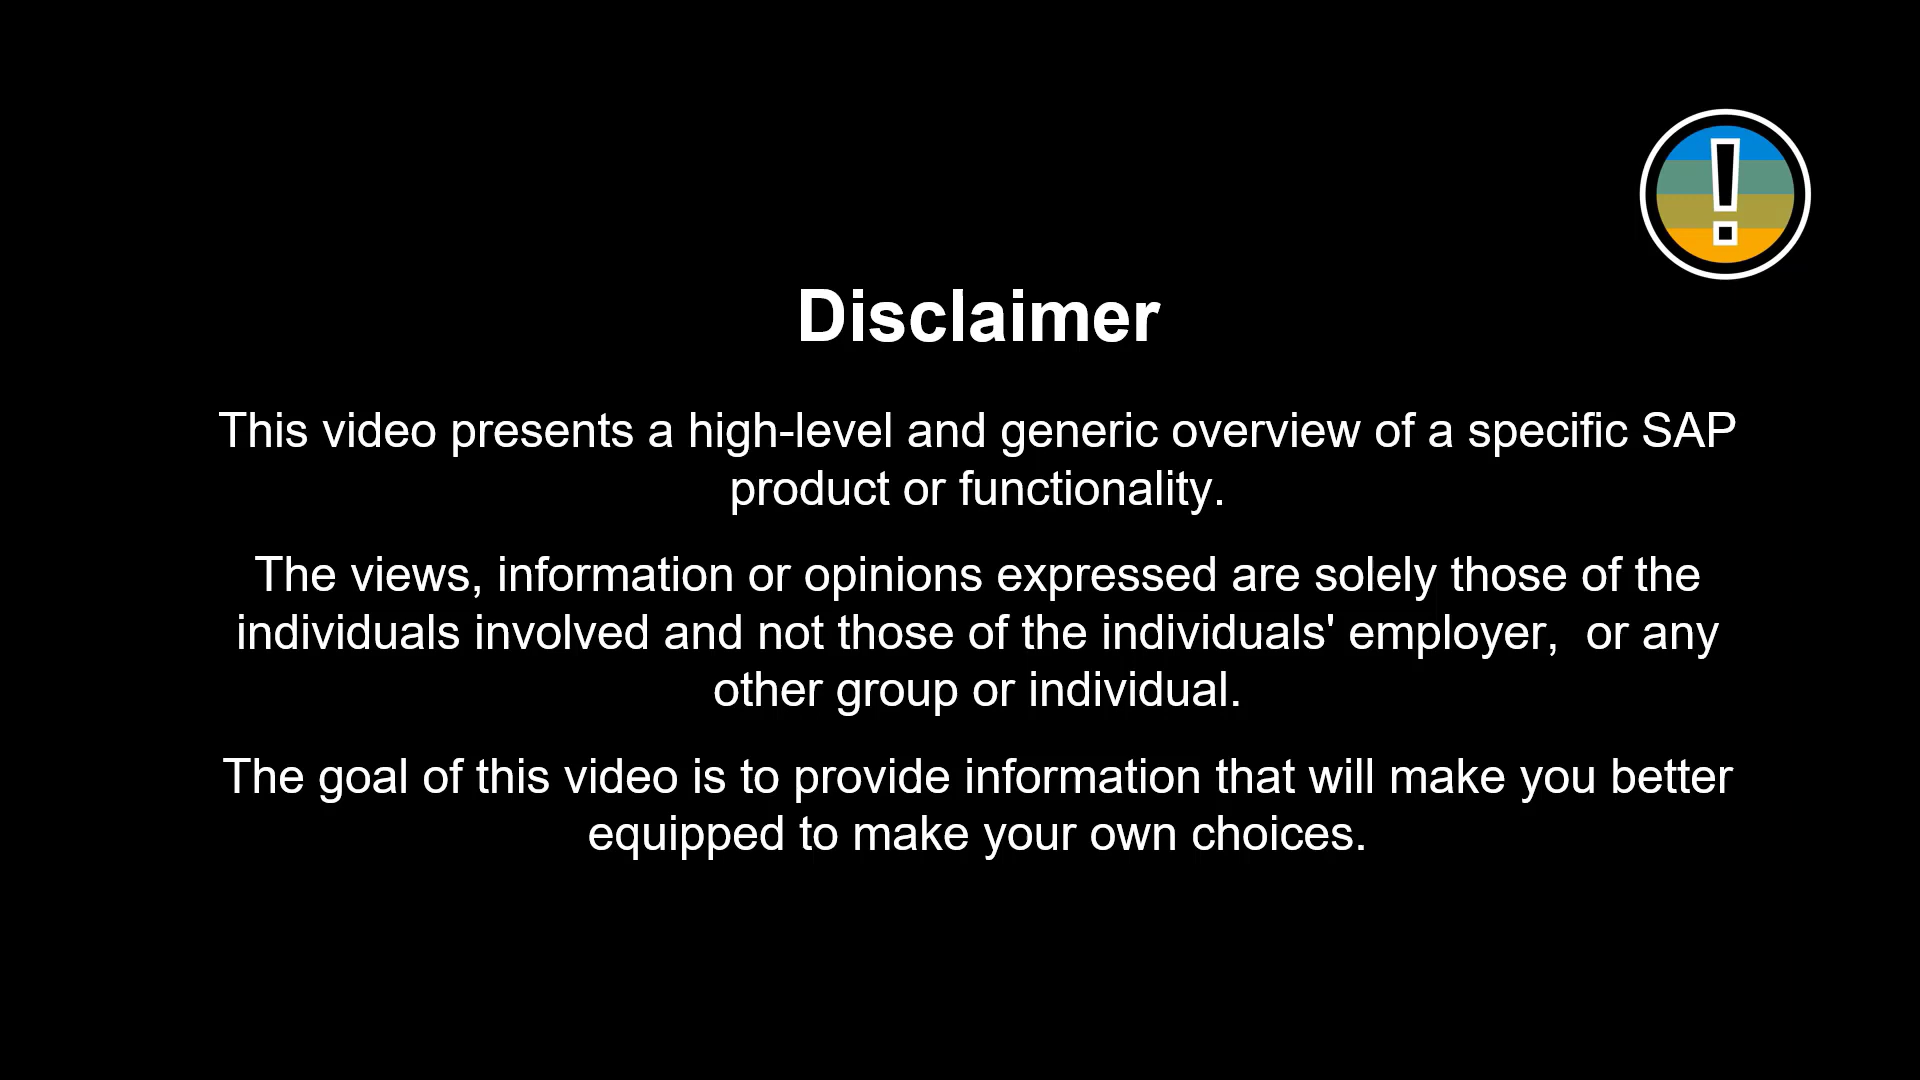 Disclaimer
This video presents a high-level and generic overview of a specific SAP
product or functionality.
The views, information or opinions expressed are solely those of the
individuals involved and not those of the individuals' employer,  or any
other group or individual.
The goal of this video is to provide information that will make you better
equipped to make your own choices.